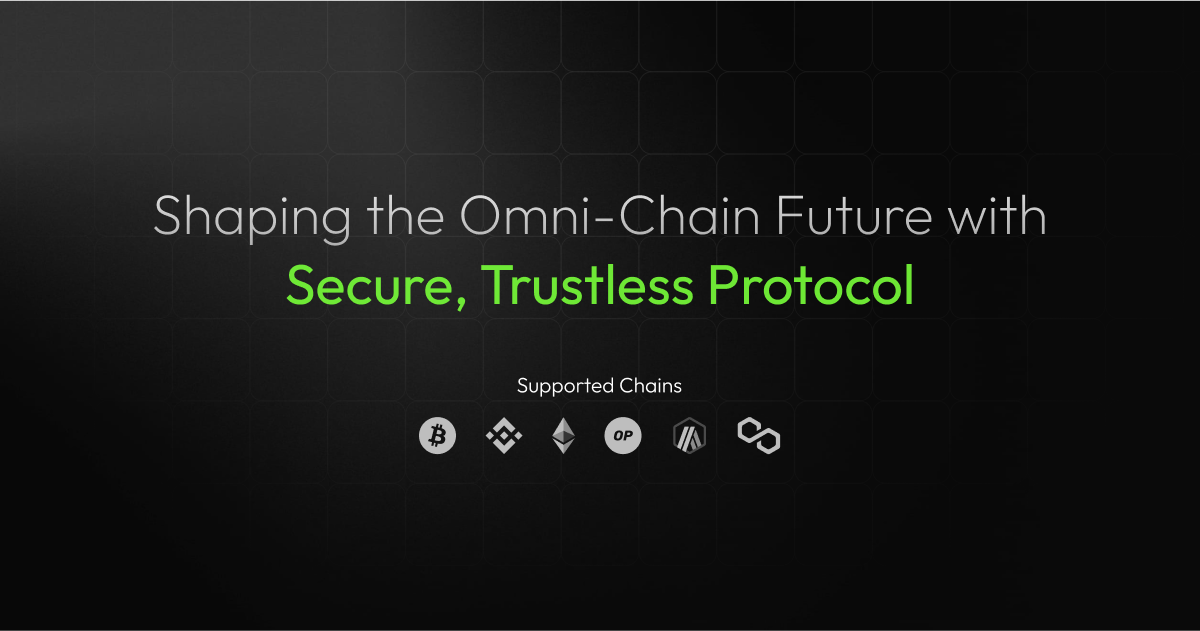 Shaping the Omni-Chain Future with
Secure, Trustless Protocol
Supported Chains
OP